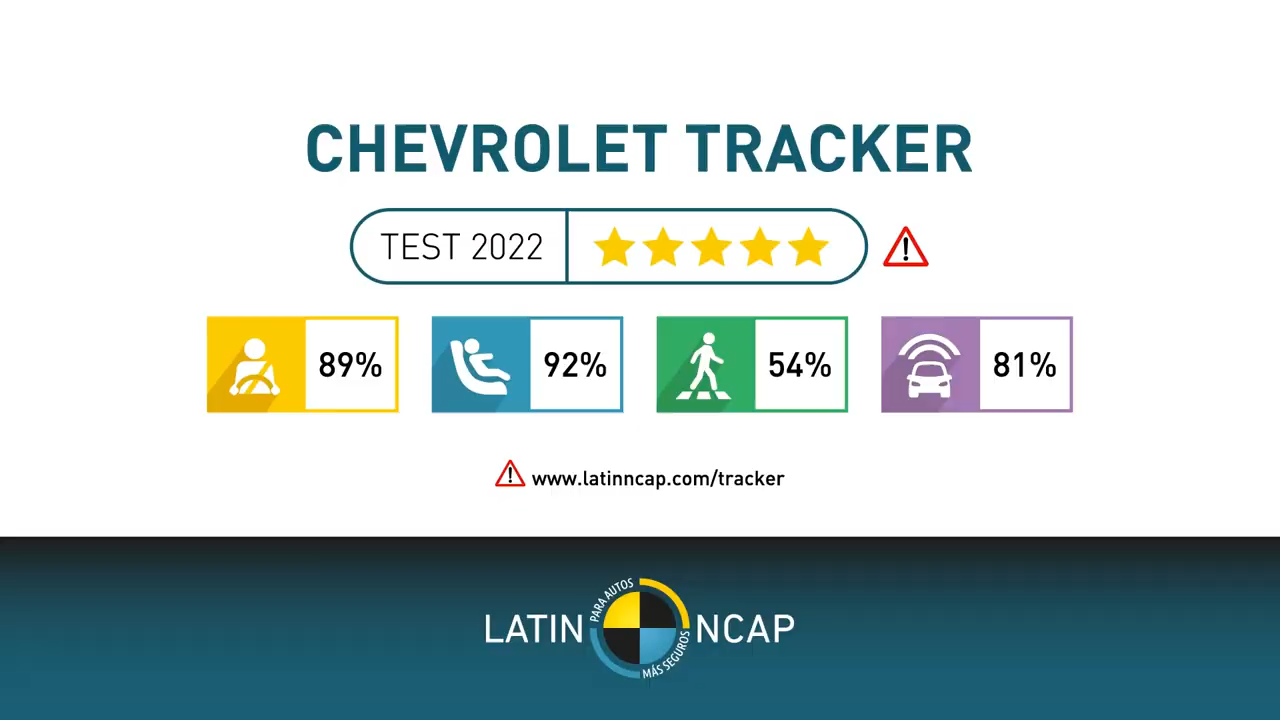 CHEVROLET TRACKER
TEST 2022
89%
92%
54%
81%
www.latinncap.com/tracker
LATIN NCAP
PARA AUTOS
MÁS SEGUROS